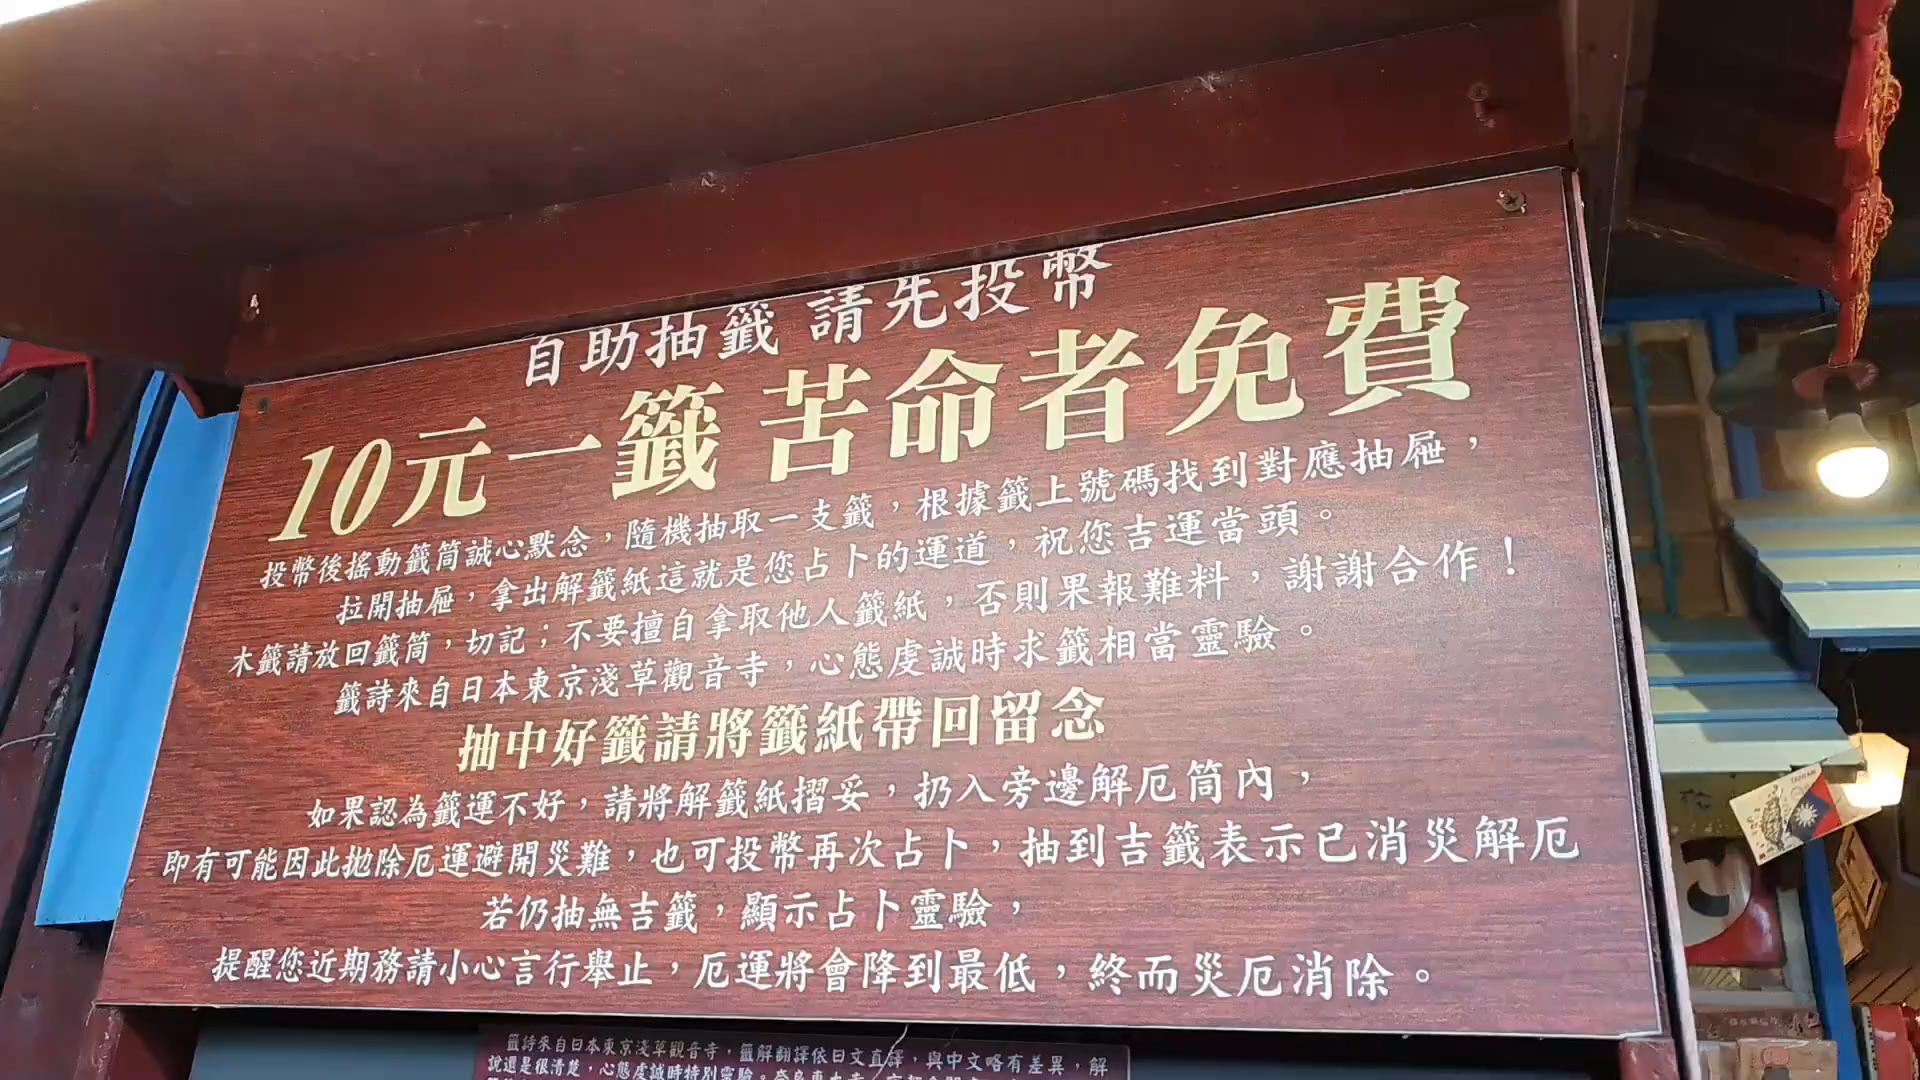 自助抽籤 請先投幣
10元一籤 苦命者免費
投幣後搖動籤筒誠心默念，隨機抽取一支籤，根據籤上號碼找到對應抽屜，
拉開抽屜，拿出解籤紙這就是您占卜的運道，祝您吉運當頭。
木籤請放回籤筒，切記；不要擅自拿取他人籤紙，否則果報難料，謝謝合作！
籤詩來自日本東京淺草觀音寺，心態虔誠時求籤相當靈驗。
抽中好籤請將籤紙帶回留念
如果認為籤運不好，請將解籤紙摺妥，扔入旁邊解厄筒內，
即有可能因此拋除厄運避開災難，也可投幣再次占卜，抽到吉籤表示已消災解厄
若仍抽無吉籤，顯示占卜靈驗，
提醒您近期務請小心言行舉止，厄運將會降到最低，終而災厄消除。
籤詩來自日本東京淺草觀音寺，籤解翻譯依日文直譯，與中文略有差異，解
說還是很清楚，心態虔誠時特別靈驗。
TAIWAN